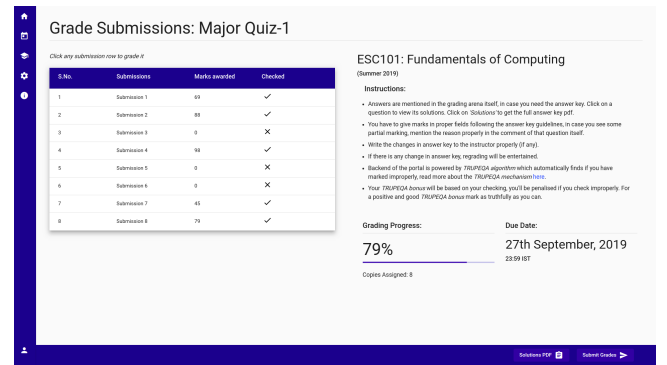 Grade Submissions: Major Quiz-1
Click any submission row to grade it
S.No. Submissions Marks awarded Checked
1 Submission 1 69
2 Submission 2 88
3 Submission 3 0
4 Submission 4 98
5 Submission 5 0
6 Submission 6 0
7 Submission 7 45
8 Submission 8 79
ESC101: Fundamentals of Computing
(Summer 2019)
Instructions:
• Answers are mentioned in the grading arena itself, in case you need the answer key. Click on a
question to view its solutions. Click on 'Solutions' to get the full answer key pdf.
• You have to give marks in proper fields following the answer key guidelines, in case you see some
partial marking, mention the reason properly in the comment of that question itself.
• Write the changes in answer key to the instructor properly (if any).
• If there is any change in answer key, regrading will be entertained.
• Backend of the portal is powered by TRUPEQA algorithm which automatically finds if you have
marked improperly, read more about the TRUPEQA mechanism here.
• Your TRUPEQA bonus will be based on your checking, you'll be penalised if you check improperly. For
a positive and good TRUPEQA bonus mark as truthfully as you can.
Grading Progress:
79%
Copies Assigned: 8
Due Date:
27th September, 2019
23:59 IST
Solutions PDF
Submit Grades